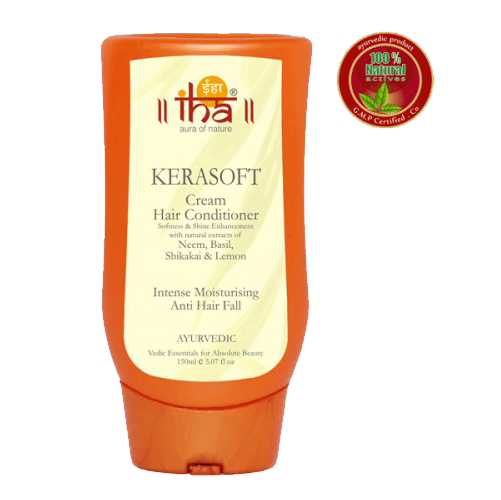 ईहा
॥ iha® ॥
aura of nature
KERASOFT
Cream
Hair Conditioner
Softness & Shine Enhancement
with natural extracts of
Neem, Basil,
Shikakai & Lemon
Intense Moisturising
Anti Hair Fall
AYURVEDIC
Vedic Essentials for Absolute Beauty
150ml e 5.07 fl oz
ayurvedic product
100%
Natural
actives
G.M.P Certified . Co